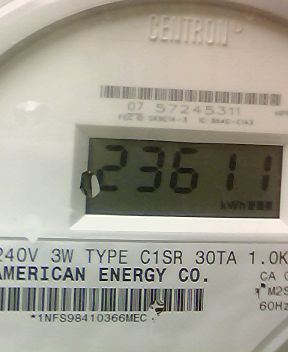 CENTRON
07 57245311
23611
kWh
240V 3W TYPE C1SR 30TA 1.0K
AMERICAN ENERGY CO.
CA
M2S
60Hz
*1NFS98410366MEC